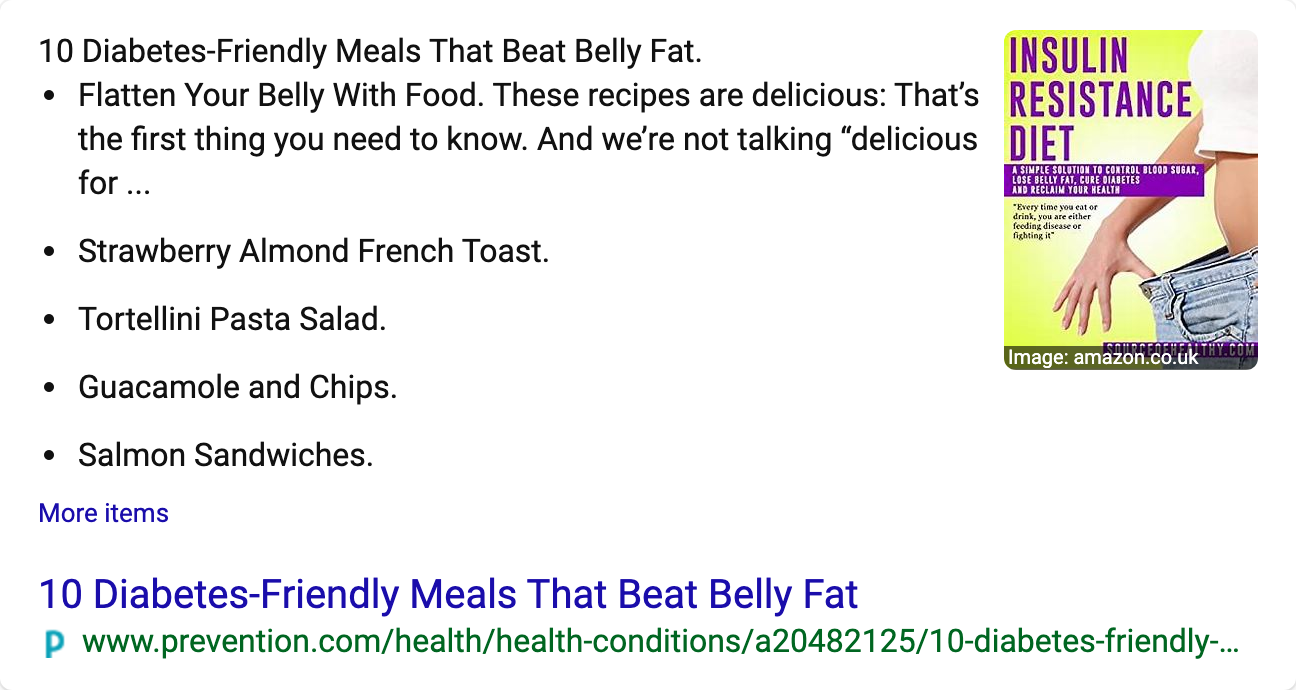 10 Diabetes-Friendly Meals That Beat Belly Fat.
• Flatten Your Belly With Food. These recipes are delicious: That’s
the first thing you need to know. And we’re not talking “delicious
for ...
• Strawberry Almond French Toast.
• Tortellini Pasta Salad.
• Guacamole and Chips.
• Salmon Sandwiches.
More items
INSULIN
RESISTANCE
DIET
A SIMPLE SOLUTION TO CONTROL BLOOD SUGAR,
LOSE BELLY FAT, CURE DIABETES
AND RECLAIM YOUR HEALTH
"Every time you eat or
drink, you are either
feeding disease or
fighting it"
SOURCEOFHEALTHY.COM
Image: amazon.co.uk
10 Diabetes-Friendly Meals That Beat Belly Fat
p www.prevention.com/health/health-conditions/a20482125/10-diabetes-friendly-...